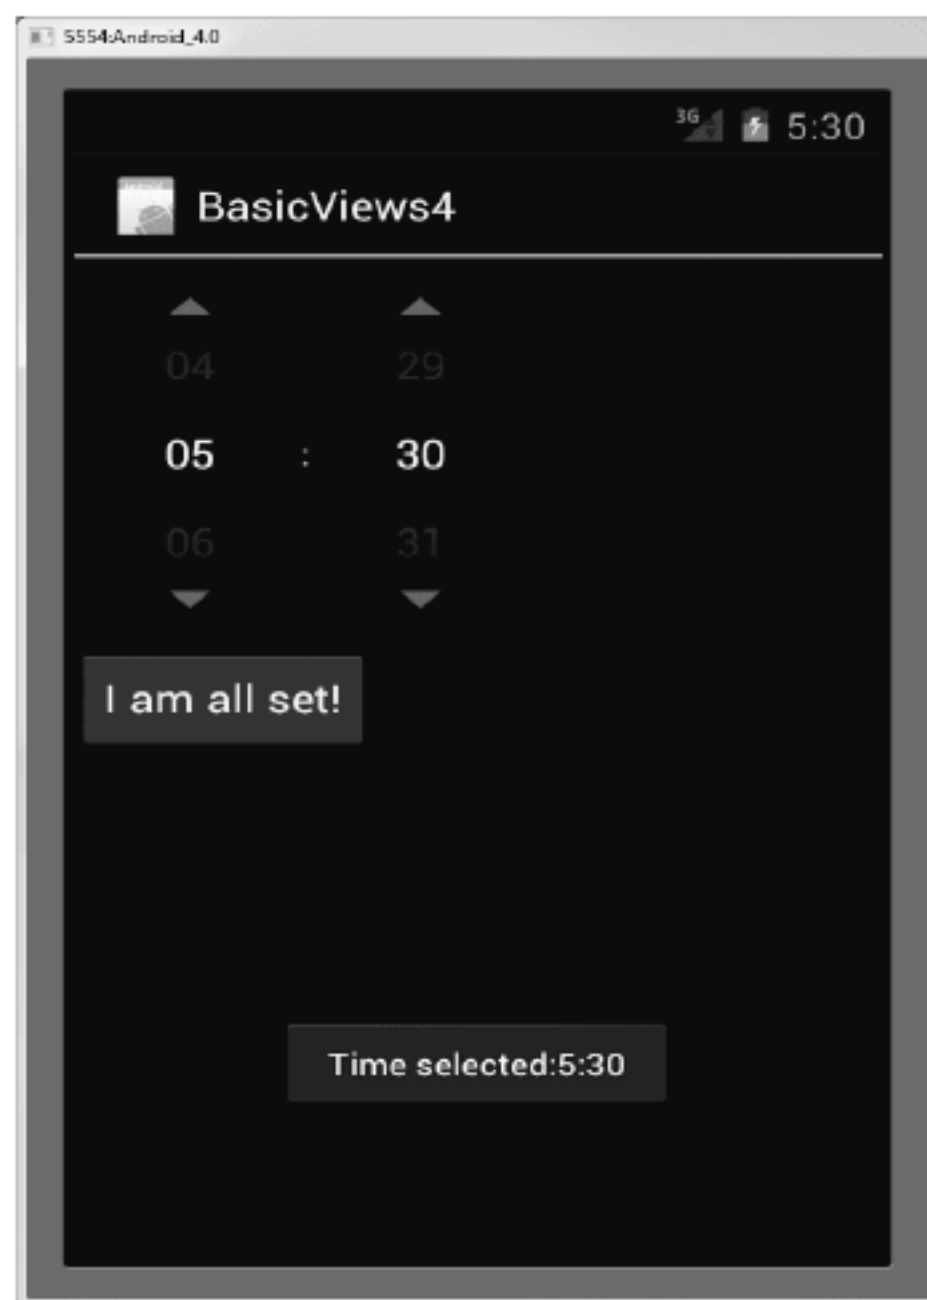 5554:Android_4.0
3G 5:30
BasicViews4
04 29
05 : 30
06 31
I am all set!
Time selected:5:30